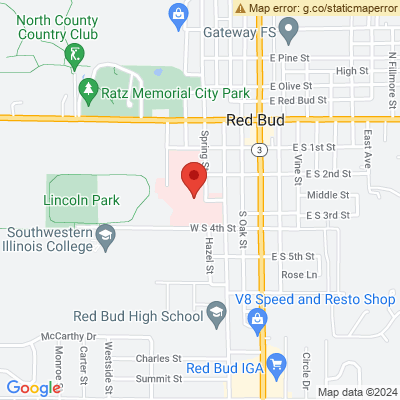 Map error: g.co/staticmaperror
North County
Country Club
Gateway FS
E Pine St
High St
N Fillmore St
E Olive St
E Red Bud St
Ratz Memorial City Park
Red Bud
Spring St
E S 1st St
East Ave
3
Vine St
E S 2nd St
Lincoln Park
Middle St
E S 3rd St
S Oak St
W S 4th St
Southwestern
Illinois College
Hazel St
E S 5th St
Rose Ln
V8 Speed and Resto Shop
Red Bud High School
McCarthy Dr
Monroe
Carter St
Westside St
Charles St
Red Bud IGA
Summit St
Circle Dr
Google
Map data ©2024